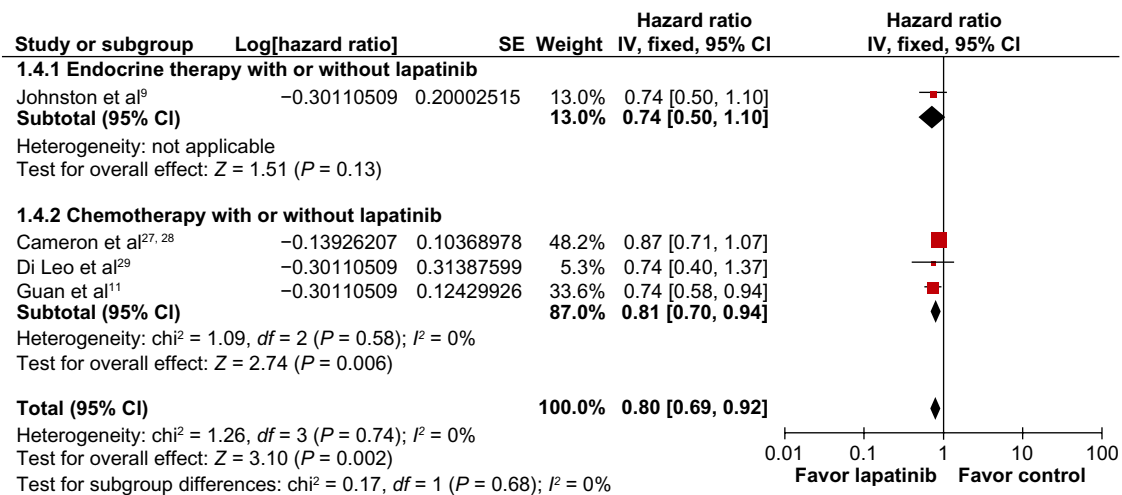 Hazard ratio Hazard ratio
Study or subgroup Log[hazard ratio] SE Weight IV, fixed, 95% CI IV, fixed, 95% CI
1.4.1 Endocrine therapy with or without lapatinib
Johnston et al⁹ −0.30110509 0.20002515 13.0% 0.74 [0.50, 1.10]
Subtotal (95% CI) 13.0% 0.74 [0.50, 1.10]
Heterogeneity: not applicable
Test for overall effect: Z = 1.51 (P = 0.13)
1.4.2 Chemotherapy with or without lapatinib
Cameron et al²⁷, ²⁸ −0.13926207 0.10368978 48.2% 0.87 [0.71, 1.07]
Di Leo et al²⁹ −0.30110509 0.31387599 5.3% 0.74 [0.40, 1.37]
Guan et al¹¹ −0.30110509 0.12429926 33.6% 0.74 [0.58, 0.94]
Subtotal (95% CI) 87.0% 0.81 [0.70, 0.94]
Heterogeneity: chi² = 1.09, df = 2 (P = 0.58); I² = 0%
Test for overall effect: Z = 2.74 (P = 0.006)
Total (95% CI) 100.0% 0.80 [0.69, 0.92]
Heterogeneity: chi² = 1.26, df = 3 (P = 0.74); I² = 0%
Test for overall effect: Z = 3.10 (P = 0.002)
Test for subgroup differences: chi² = 0.17, df = 1 (P = 0.68); I² = 0%
0.01 0.1 1 10 100
Favor lapatinib Favor control